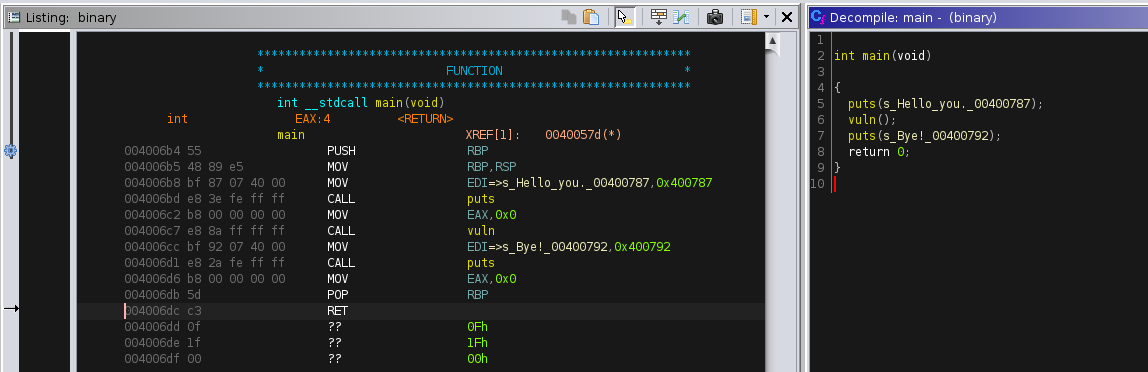 Listing: binary
**************************************************************
* FUNCTION *
**************************************************************
int __stdcall main(void)
int EAX:4 <RETURN>
main XREF[1]: 0040057d(*)
004006b4 55 PUSH RBP
004006b5 48 89 e5 MOV RBP,RSP
004006b8 bf 87 07 40 00 MOV EDI=>s_Hello_you._00400787,0x400787
004006bd e8 3e fe ff ff CALL puts
004006c2 b8 00 00 00 00 MOV EAX,0x0
004006c7 e8 8a ff ff ff CALL vuln
004006cc bf 92 07 40 00 MOV EDI=>s_Bye!_00400792,0x400792
004006d1 e8 2a fe ff ff CALL puts
004006d6 b8 00 00 00 00 MOV EAX,0x0
004006db 5d POP RBP
004006dc c3 RET
004006dd 0f ?? 0Fh
004006de 1f ?? 1Fh
004006df 00 ?? 00h
Decompile: main - (binary)
1
2 int main(void)
3
4 {
5 puts(s_Hello_you._00400787);
6 vuln();
7 puts(s_Bye!_00400792);
8 return 0;
9 }
10